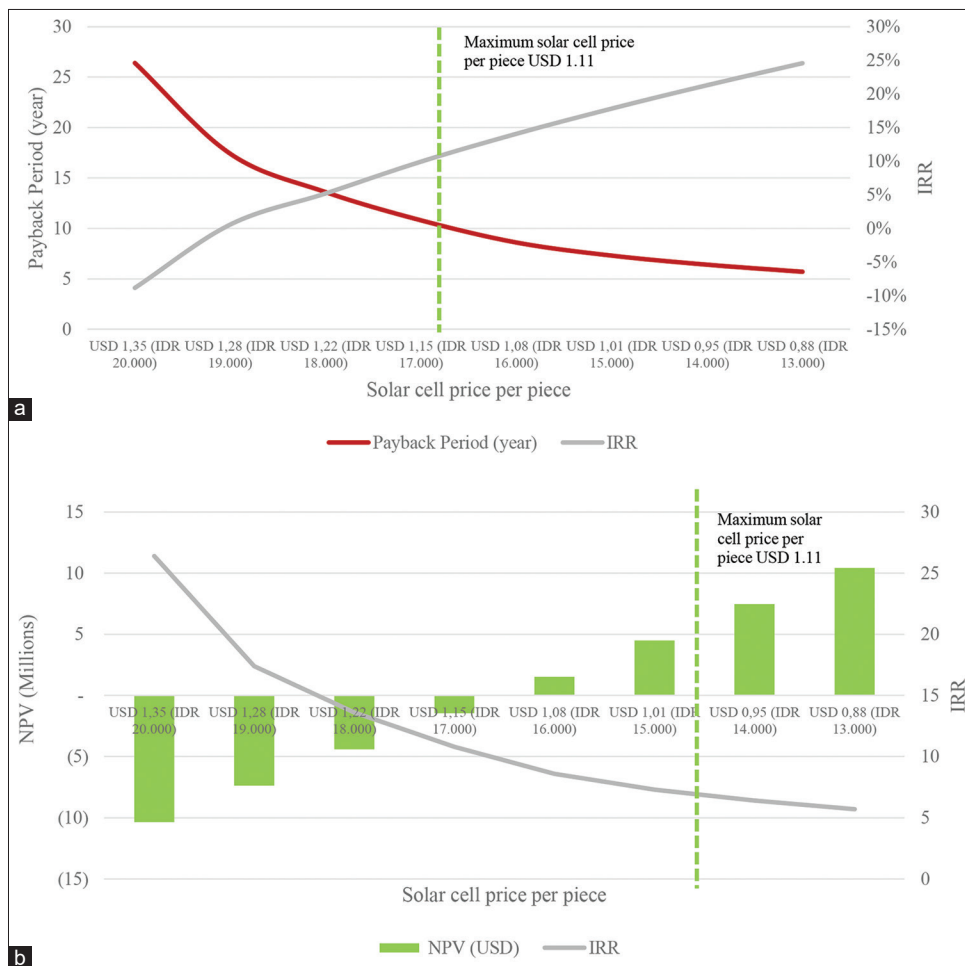 30
25
20
15
10
5
0
Payback Period (year)
Maximum solar cell price
per piece USD 1.11
30%
25%
20%
15%
10%
5%
0%
-5%
-10%
-15%
IRR
USD 1,35 (IDR
20.000)
USD 1,28 (IDR
19.000)
USD 1,22 (IDR
18.000)
USD 1,15 (IDR
17.000)
USD 1,08 (IDR
16.000)
USD 1,01 (IDR
15.000)
USD 0,95 (IDR
14.000)
USD 0,88 (IDR
13.000)
Solar cell price per piece
a
Payback Period (year)
IRR
15
10
5
-
(5)
(10)
(15)
NPV (Millions)
Maximum solar
cell price per
piece USD 1.11
30
25
20
15
10
5
0
IRR
USD 1,35 (IDR
20.000)
USD 1,28 (IDR
19.000)
USD 1,22 (IDR
18.000)
USD 1,15 (IDR
17.000)
USD 1,08 (IDR
16.000)
USD 1,01 (IDR
15.000)
USD 0,95 (IDR
14.000)
USD 0,88 (IDR
13.000)
Solar cell price per piece
NPV (USD)
IRR
b